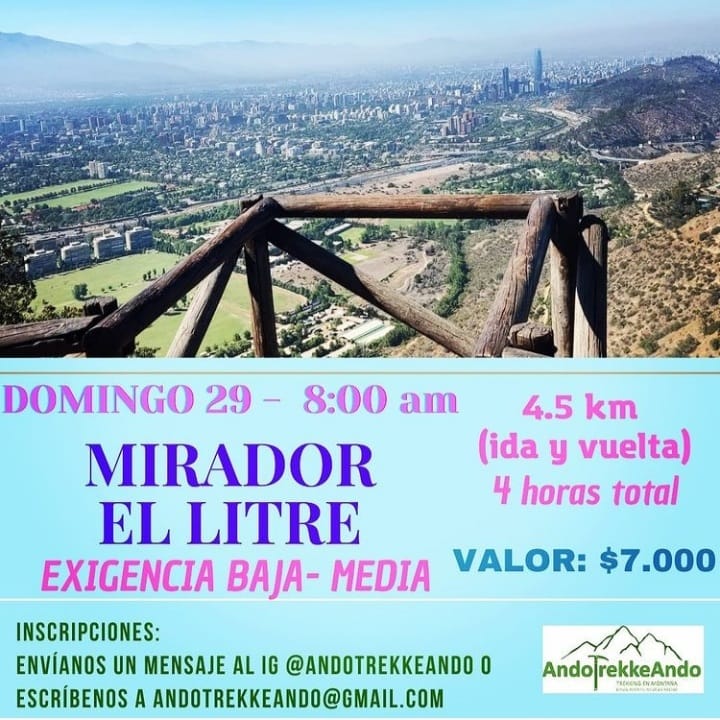 DOMINGO 29 - 8:00 am
MIRADOR
EL LITRE
EXIGENCIA BAJA- MEDIA
4.5 km
(ida y vuelta)
4 horas total
VALOR: $7.000
INSCRIPCIONES:
ENVÍANOS UN MENSAJE AL IG @ANDOTREKKEANDO O
ESCRÍBENOS A ANDOTREKKEANDO@GMAIL.COM
AndoTrekkeAndo
TREKKING EN MONTAÑA